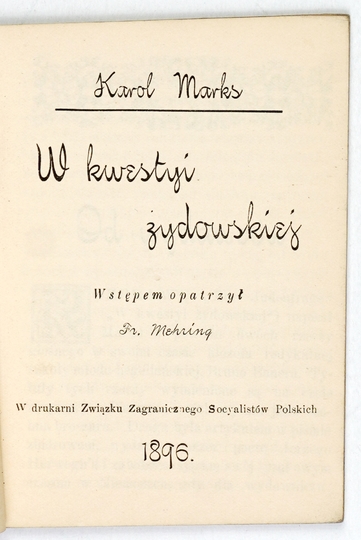 Karol Marks
W kwestyi
żydowskiej
Wstępem opatrzył
Fr. Mehring
W drukarni Związku Zagranicznego Socyalistów Polskich
1896.